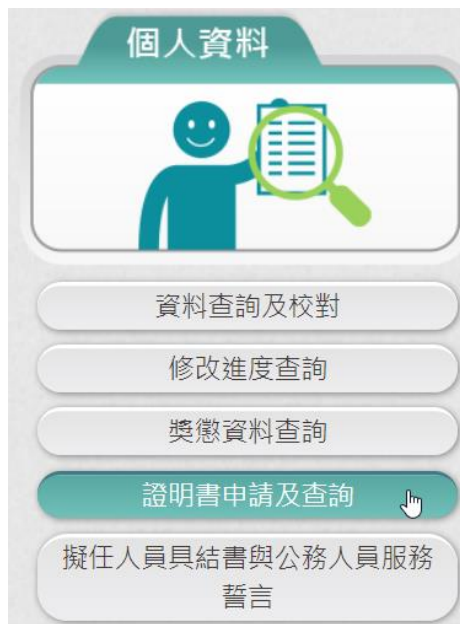 個人資料
資料查詢及校對
修改進度查詢
獎懲資料查詢
證明書申請及查詢
擬任人員具結書與公務人員服務
誓言